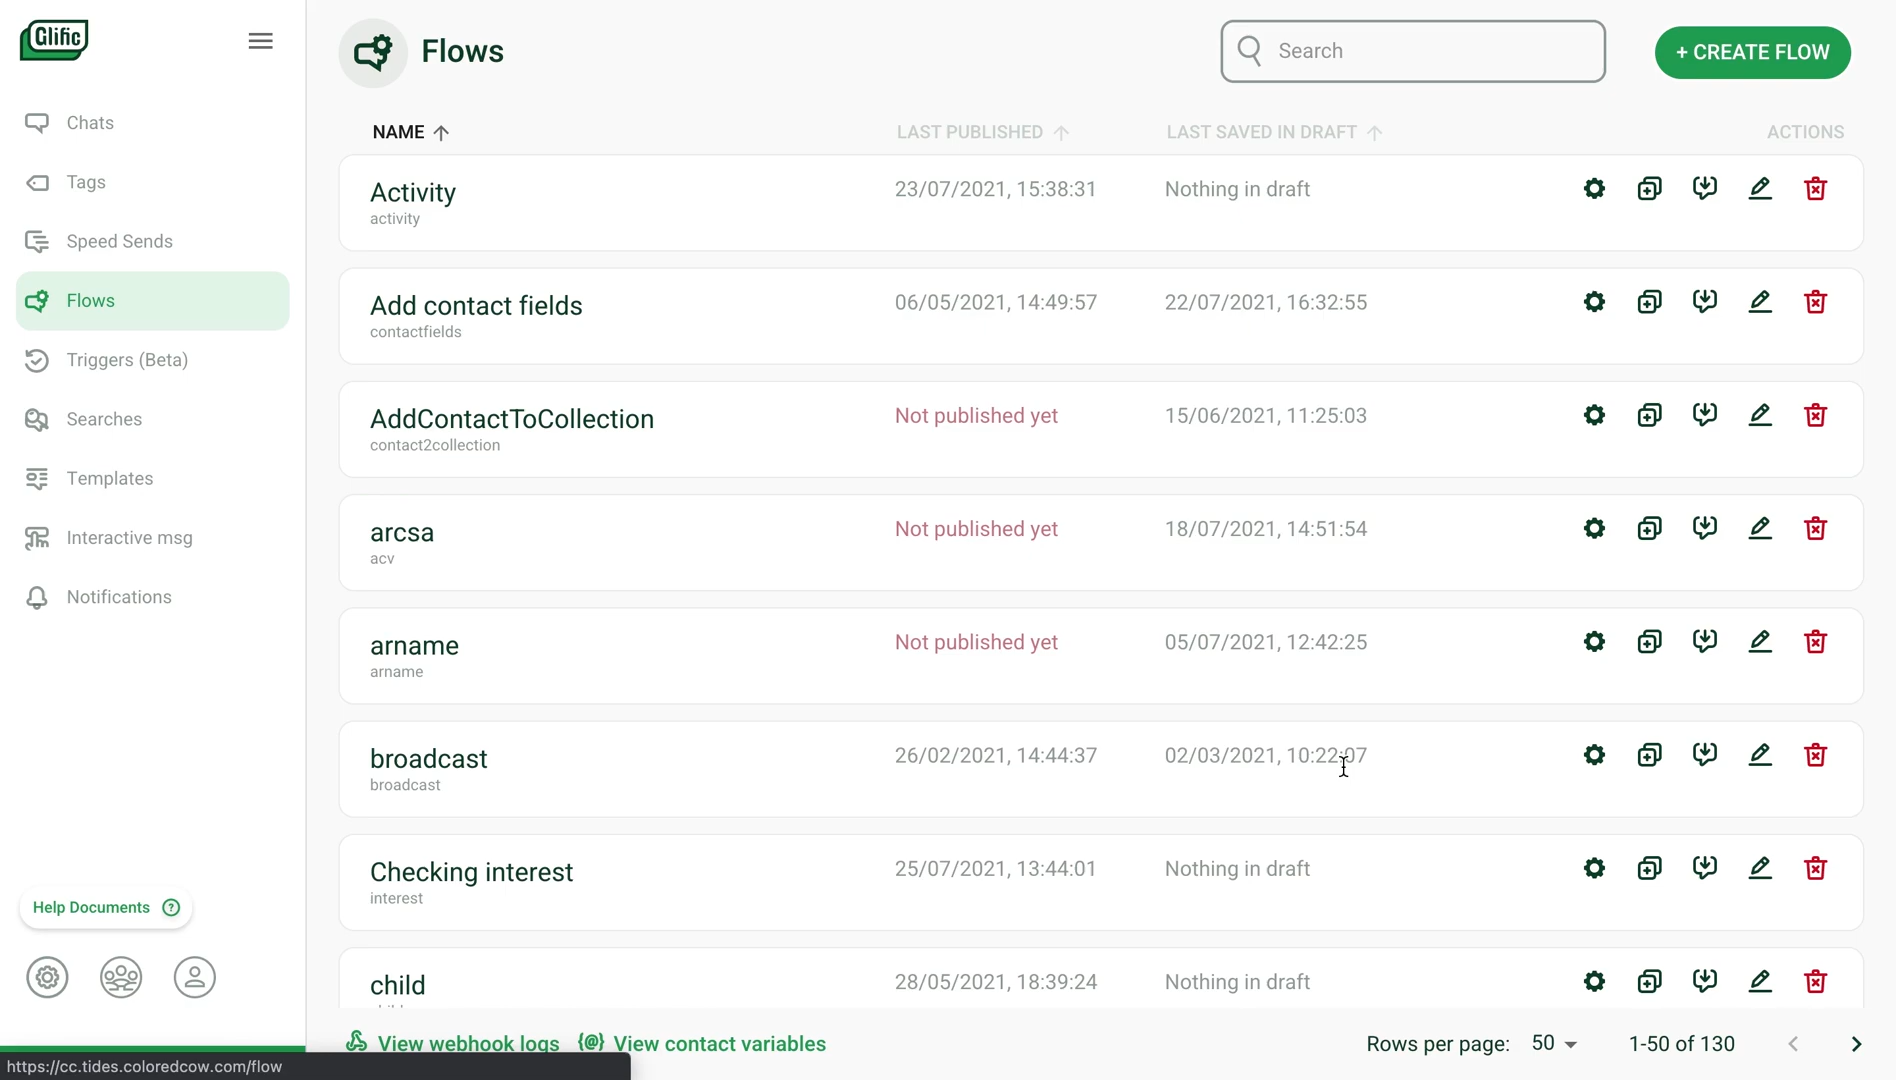 Glific
Flows
Search
+ CREATE FLOW
Chats
Tags
Speed Sends
Flows
Triggers (Beta)
Searches
Templates
Interactive msg
Notifications
Help Documents ?
NAME LAST PUBLISHED LAST SAVED IN DRAFT ACTIONS
Activity 23/07/2021, 15:38:31 Nothing in draft
activity
Add contact fields 06/05/2021, 14:49:57 22/07/2021, 16:32:55
contactfields
AddContactToCollection Not published yet 15/06/2021, 11:25:03
contact2collection
arcsa Not published yet 18/07/2021, 14:51:54
acv
arname Not published yet 05/07/2021, 12:42:25
arname
broadcast 26/02/2021, 14:44:37 02/03/2021, 10:22:07
broadcast
Checking interest 25/07/2021, 13:44:01 Nothing in draft
interest
child 28/05/2021, 18:39:24 Nothing in draft
View webhook logs {@} View contact variables Rows per page: 50 1-50 of 130
https://cc.tides.coloredcow.com/flow